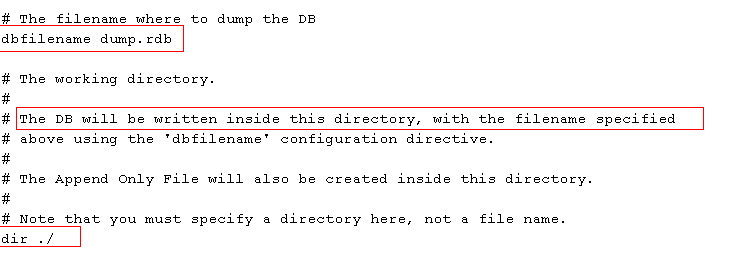 # The filename where to dump the DB
dbfilename dump.rdb
# The working directory.
#
# The DB will be written inside this directory, with the filename specified
# above using the 'dbfilename' configuration directive.
#
# The Append Only File will also be created inside this directory.
#
# Note that you must specify a directory here, not a file name.
dir ./